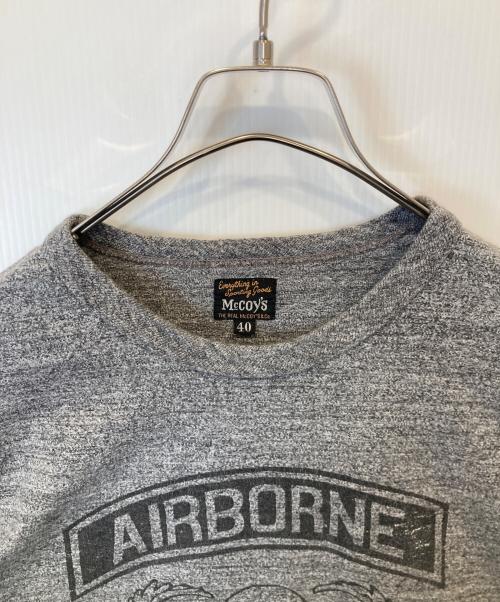 Everything in
Sporting Goods
McCOY'S
THE REAL McCOY'S & Co.
40
AIRBORNE